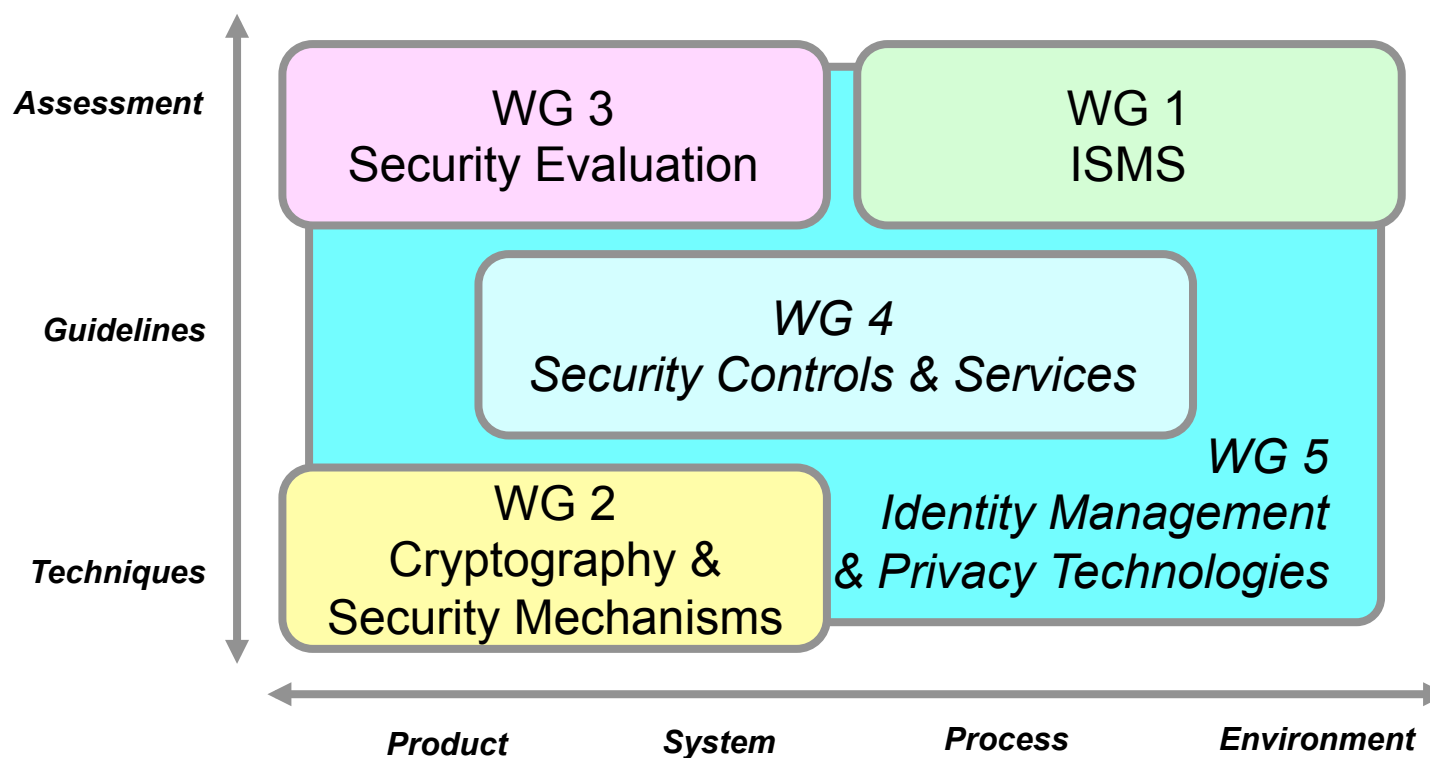 Assessment
WG 3
Security Evaluation
WG 1
ISMS
Guidelines
WG 4
Security Controls & Services
WG 5
Identity Management
& Privacy Technologies
Techniques
WG 2
Cryptography &
Security Mechanisms
Product
System
Process
Environment